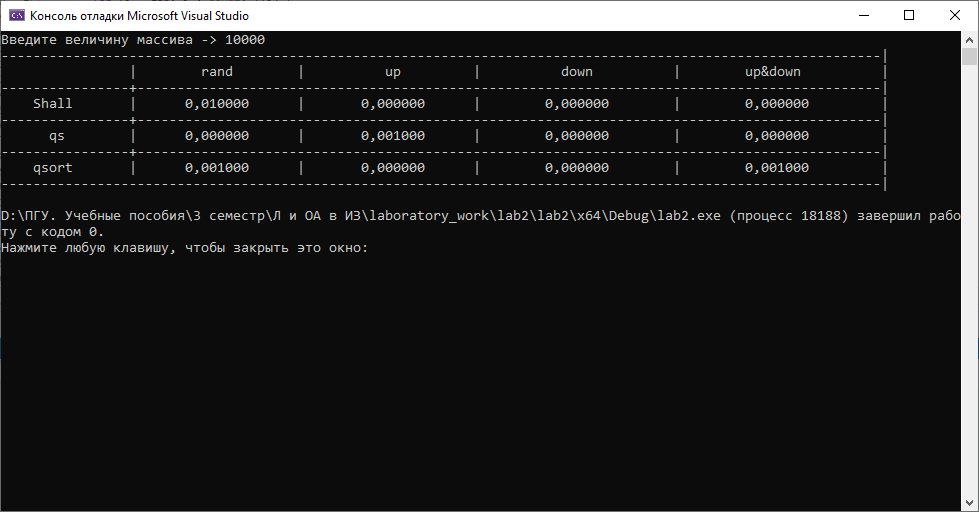 Консоль отладки Microsoft Visual Studio
Введите величину массива -> 10000
--------------------------------------------------------------------------------------------------------------|
                |        rand        |          up         |          down          |        up&down           |
----------------+---------------------------------------------------------------------------------------------|
    Shall       |      0,010000      |       0,000000      |        0,000000        |        0,000000          |
----------------+---------------------------------------------------------------------------------------------|
      qs        |      0,000000      |       0,001000      |        0,000000        |        0,000000          |
----------------+---------------------------------------------------------------------------------------------|
    qsort       |      0,001000      |       0,000000      |        0,000000        |        0,001000          |
--------------------------------------------------------------------------------------------------------------|
D:\ПГУ. Учебные пособия\3 семестр\Л и ОА в ИЗ\laboratory_work\lab2\lab2\x64\Debug\lab2.exe (процесс 18188) завершил рабо
ту с кодом 0.
Нажмите любую клавишу, чтобы закрыть это окно: